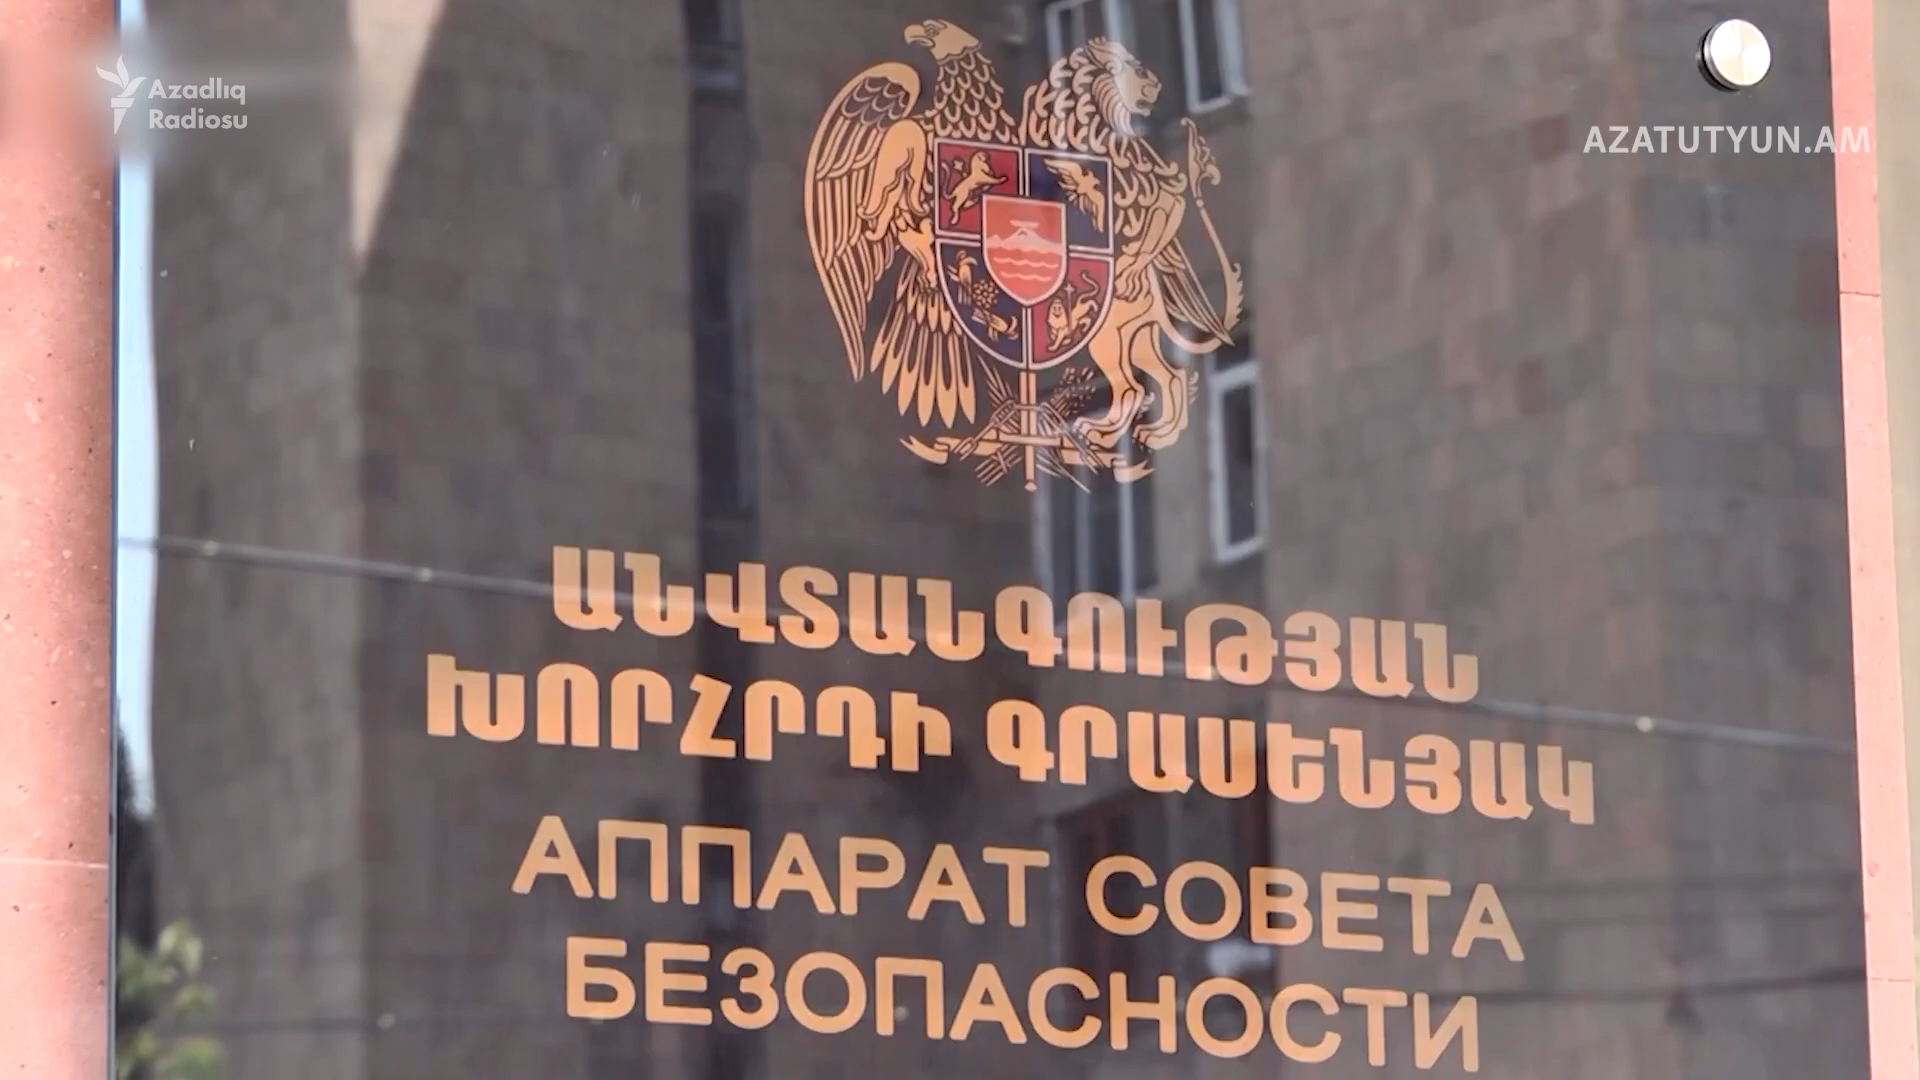 Azadlıq
Radiosu
AZATUTYUN.AM
ԱՆՎՏԱՆԳՈՒԹՅԱՆ
ԽՈՐՀՐԴԻ ԳՐԱՍԵՆՅԱԿ
АППАРАТ СОВЕТА
БЕЗОПАСНОСТИ